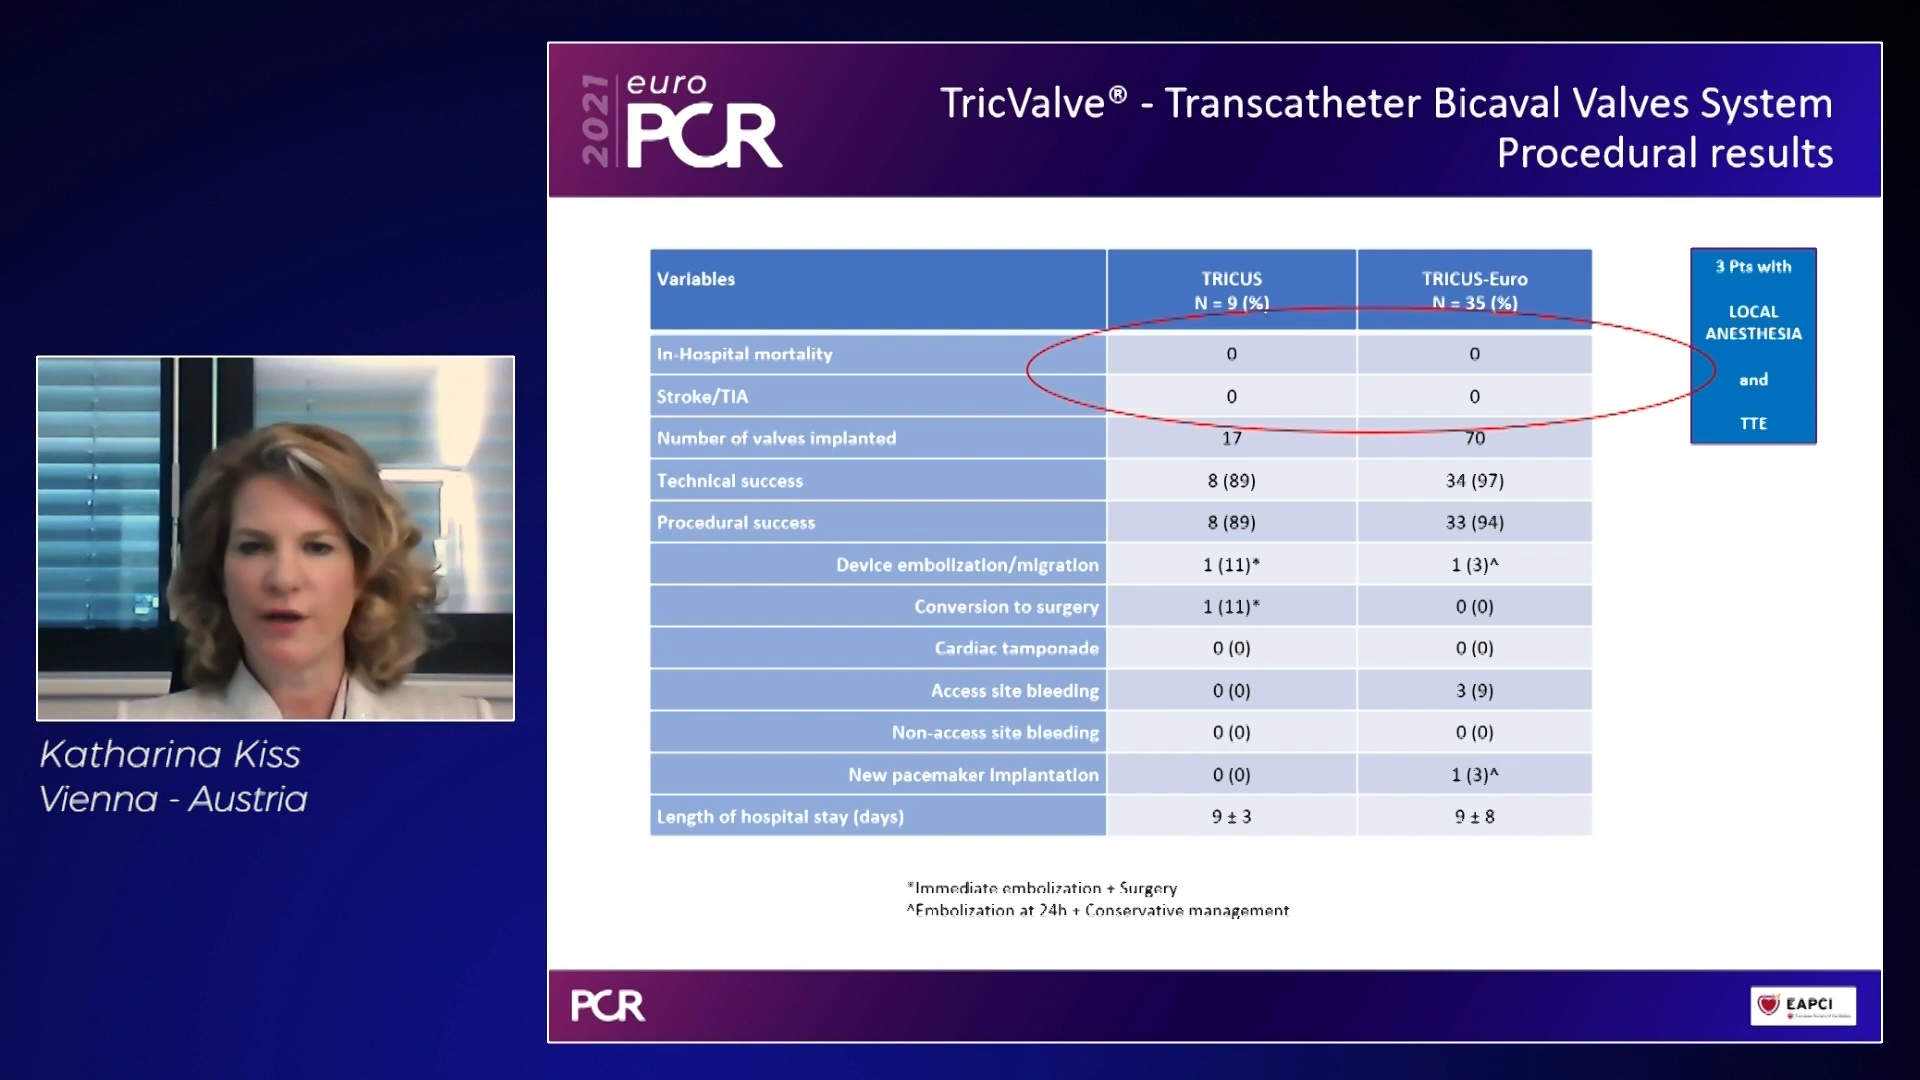 2021
euro
PCR
TricValve® - Transcatheter Bicaval Valves System
Procedural results
Variables
TRICUS
N = 9 (%)
TRICUS-Euro
N = 35 (%)
In-Hospital mortality 0 0
Stroke/TIA 0 0
Number of valves implanted 17 70
Technical success 8 (89) 34 (97)
Procedural success 8 (89) 33 (94)
Device embolization/migration 1 (11)* 1 (3)^
Conversion to surgery 1 (11)* 0 (0)
Cardiac tamponade 0 (0) 0 (0)
Access site bleeding 0 (0) 3 (9)
Non-access site bleeding 0 (0) 0 (0)
New pacemaker Implantation 0 (0) 1 (3)^
Length of hospital stay (days) 9 ± 3 9 ± 8
3 Pts with
LOCAL
ANESTHESIA
and
TTE
*Immediate embolization + Surgery
^Embolization at 24h + Conservative management
Katharina Kiss
Vienna - Austria
PCR
EAPCI